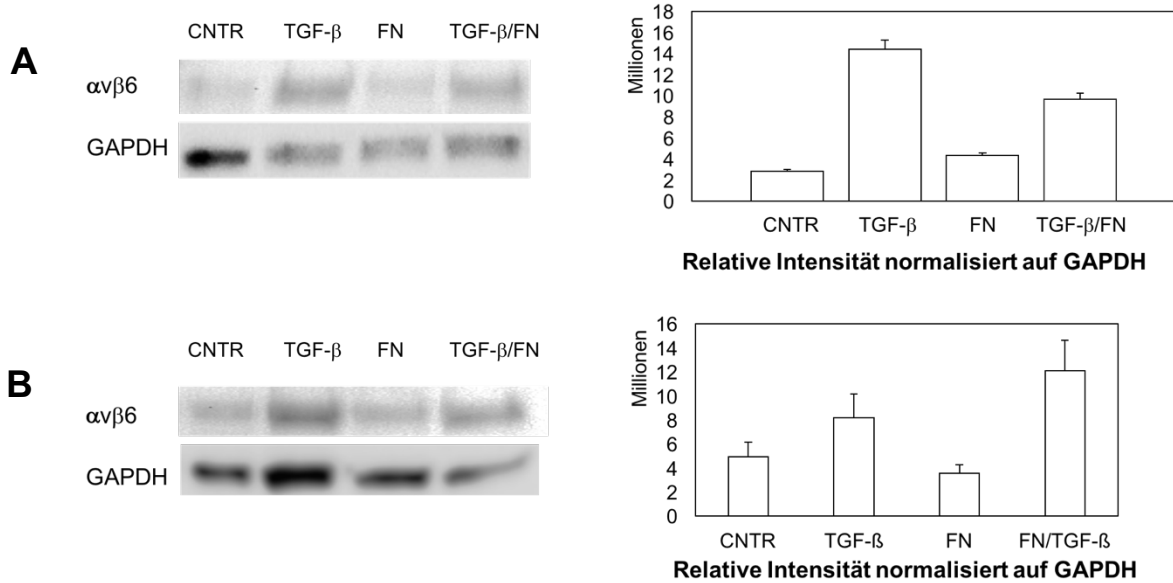 A
CNTR TGF-β FN TGF-β/FN
αvβ6
GAPDH
Millionen
18
16
14
12
10
8
6
4
2
0
CNTR TGF-β FN TGF-β/FN
Relative Intensität normalisiert auf GAPDH
B
CNTR TGF-β FN TGF-β/FN
αvβ6
GAPDH
Millionen
16
14
12
10
8
6
4
2
0
CNTR TGF-ß FN FN/TGF-ß
Relative Intensität normalisiert auf GAPDH